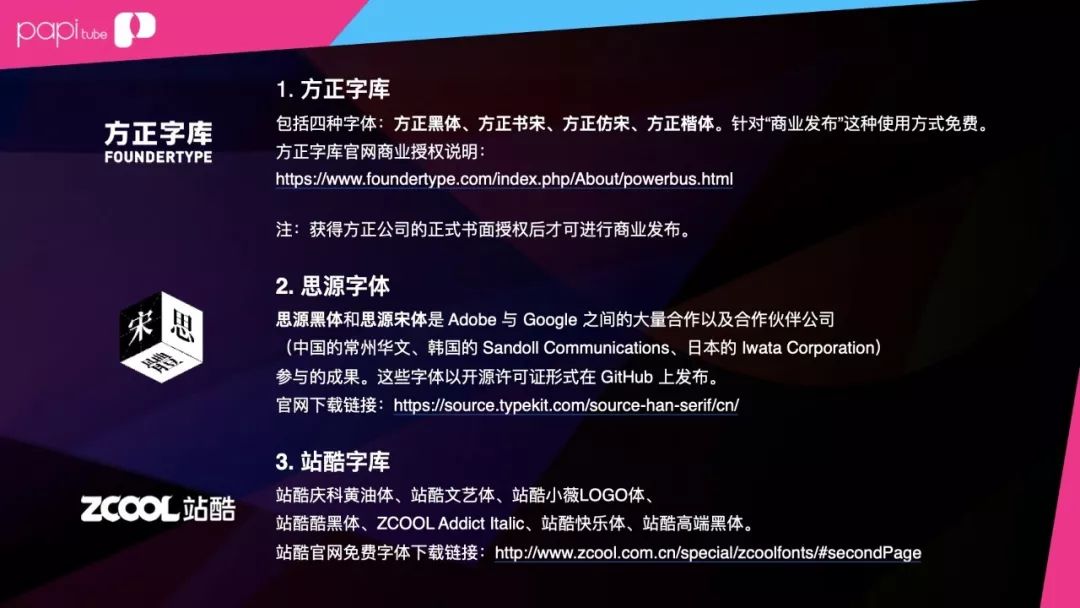 papi tube
方正字库
FOUNDERTYPE
1. 方正字库
包括四种字体：方正黑体、方正书宋、方正仿宋、方正楷体。针对“商业发布”这种使用方式免费。
方正字库官网商业授权说明：
https://www.foundertype.com/index.php/About/powerbus.html
注：获得方正公司的正式书面授权后才可进行商业发布。
宋思
黑體
2. 思源字体
思源黑体和思源宋体是 Adobe 与 Google 之间的大量合作以及合作伙伴公司
（中国的常州华文、韩国的 Sandoll Communications、日本的 Iwata Corporation）
参与的成果。这些字体以开源许可证形式在 GitHub 上发布。
官网下载链接：https://source.typekit.com/source-han-serif/cn/
ZCOOL 站酷
3. 站酷字库
站酷庆科黄油体、站酷文艺体、站酷小薇LOGO体、
站酷酷黑体、ZCOOL Addict Italic、站酷快乐体、站酷高端黑体。
站酷官网免费字体下载链接：http://www.zcool.com.cn/special/zcoolfonts/#secondPage